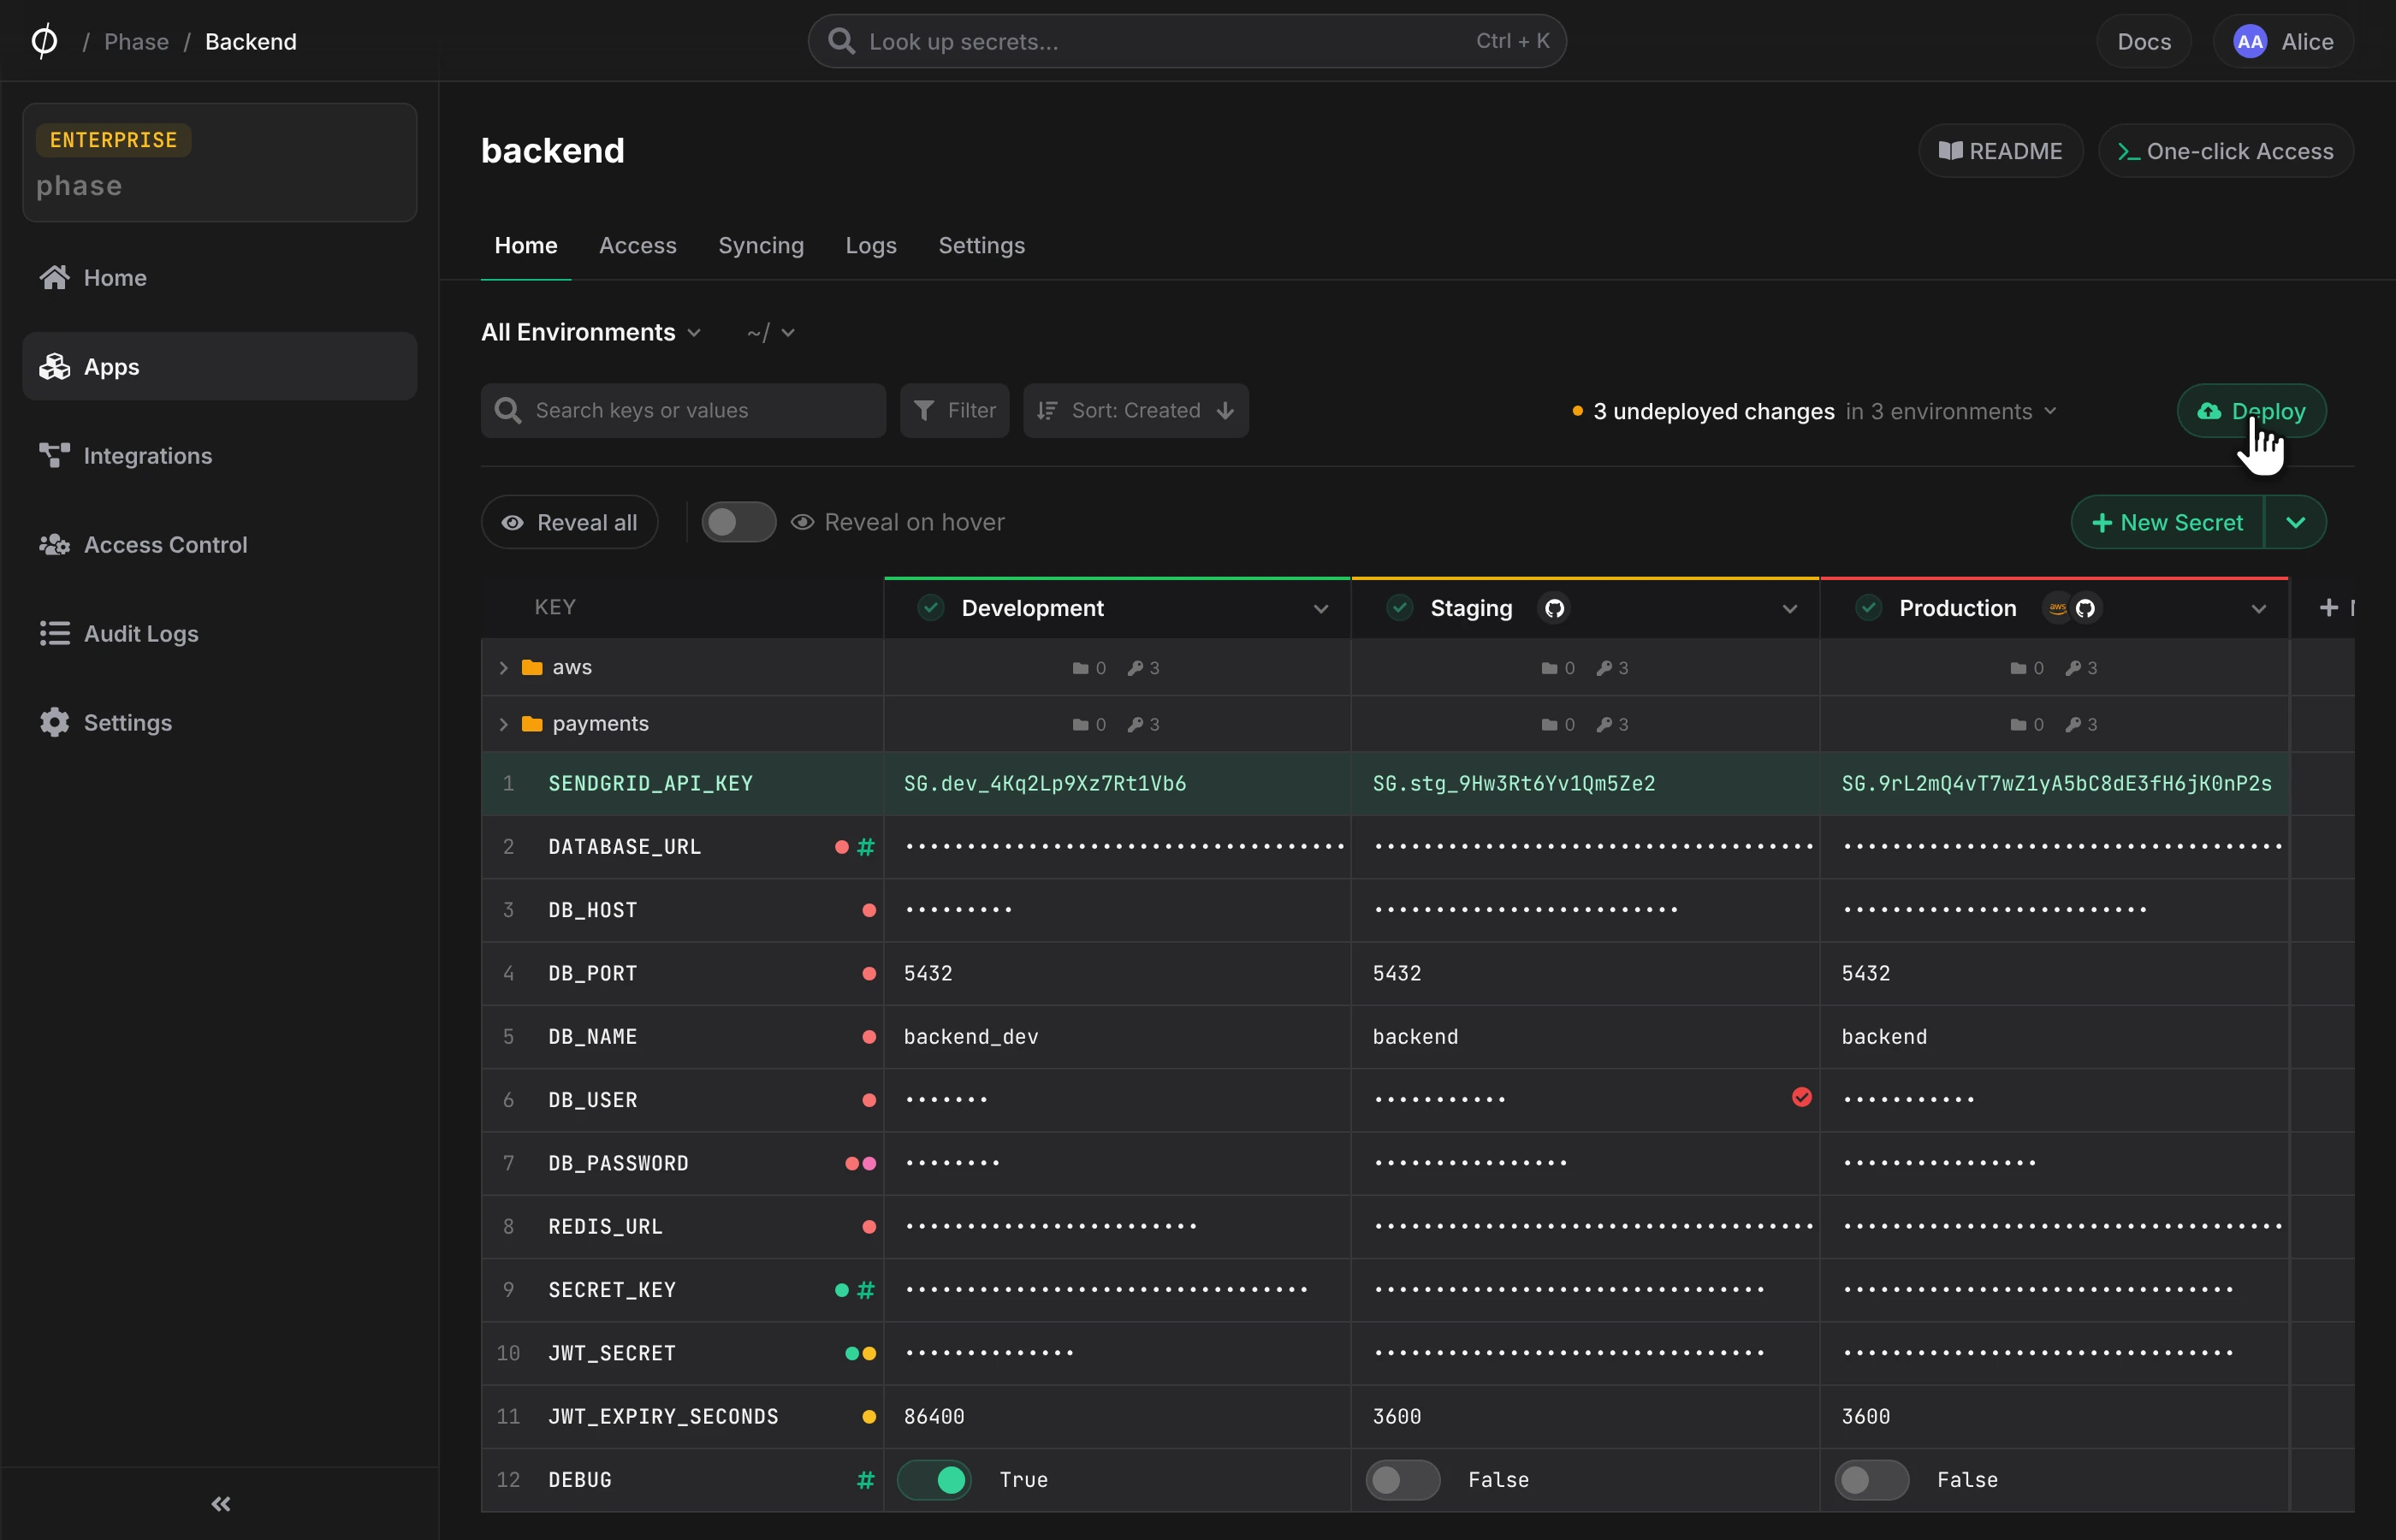 / Phase / Backend
Look up secrets... Ctrl + K
Docs
AA Alice
ENTERPRISE
phase
Home
Apps
Integrations
Access Control
Audit Logs
Settings
backend
README
>_ One-click Access
Home Access Syncing Logs Settings
All Environments ~/
Search keys or values
Filter
Sort: Created
3 undeployed changes in 3 environments
Deploy
Reveal all
Reveal on hover
+ New Secret
KEY Development Staging Production aws +
aws 0 3 0 3 0 3
payments 0 3 0 3 0 3
1 SENDGRID_API_KEY SG.dev_4Kq2Lp9Xz7Rt1Vb6 SG.stg_9Hw3Rt6Yv1Qm5Ze2 SG.9rL2mQ4vT7wZ1yA5bC8dE3fH6jK0nP2s
2 DATABASE_URL # •••••••••••••••••••••••••••••••••••• •••••••••••••••••••••••••••••••••••• ••••••••••••••••••••••••••••••••••••
3 DB_HOST ••••••••• ••••••••••••••••••••••••• •••••••••••••••••••••••••
4 DB_PORT 5432 5432 5432
5 DB_NAME backend_dev backend backend
6 DB_USER ••••••• ••••••••••• •••••••••••
7 DB_PASSWORD •••••••• •••••••••••••••• ••••••••••••••••
8 REDIS_URL •••••••••••••••••••••••• •••••••••••••••••••••••••••••••••••• ••••••••••••••••••••••••••••••••••••
9 SECRET_KEY # ••••••••••••••••••••••••••••••••• •••••••••••••••••••••••••••••••• ••••••••••••••••••••••••••••••••
10 JWT_SECRET •••••••••••••• •••••••••••••••••••••••••••••••• ••••••••••••••••••••••••••••••••
11 JWT_EXPIRY_SECONDS 86400 3600 3600
12 DEBUG # True False False